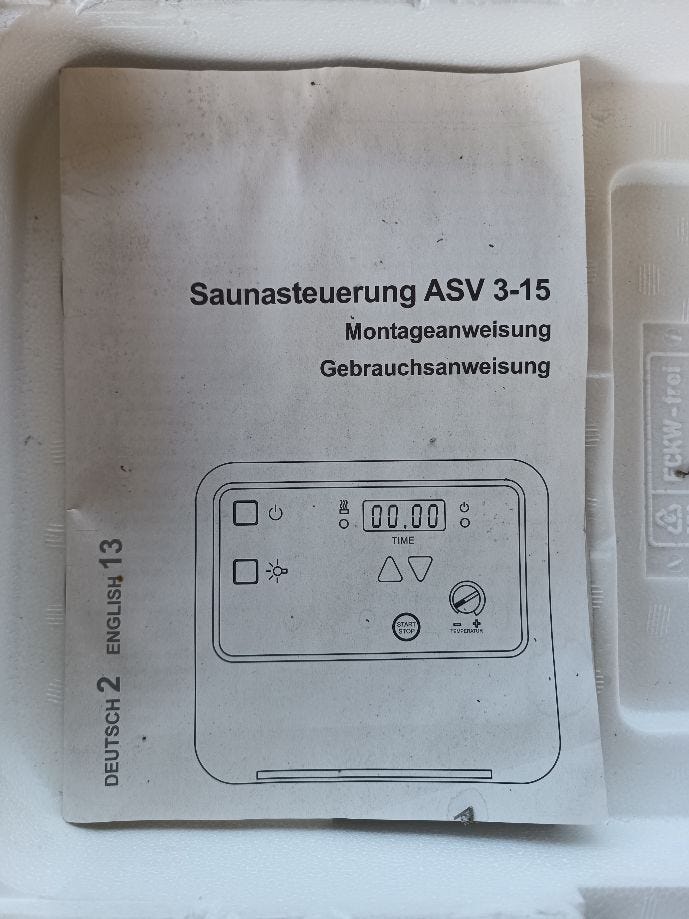 Saunasteuerung ASV 3-15
Montageanweisung
Gebrauchsanweisung
00.00
TIME
START
STOP
- +
TEMPERATUR
DEUTSCH 2 ENGLISH 13
FCKW-frei